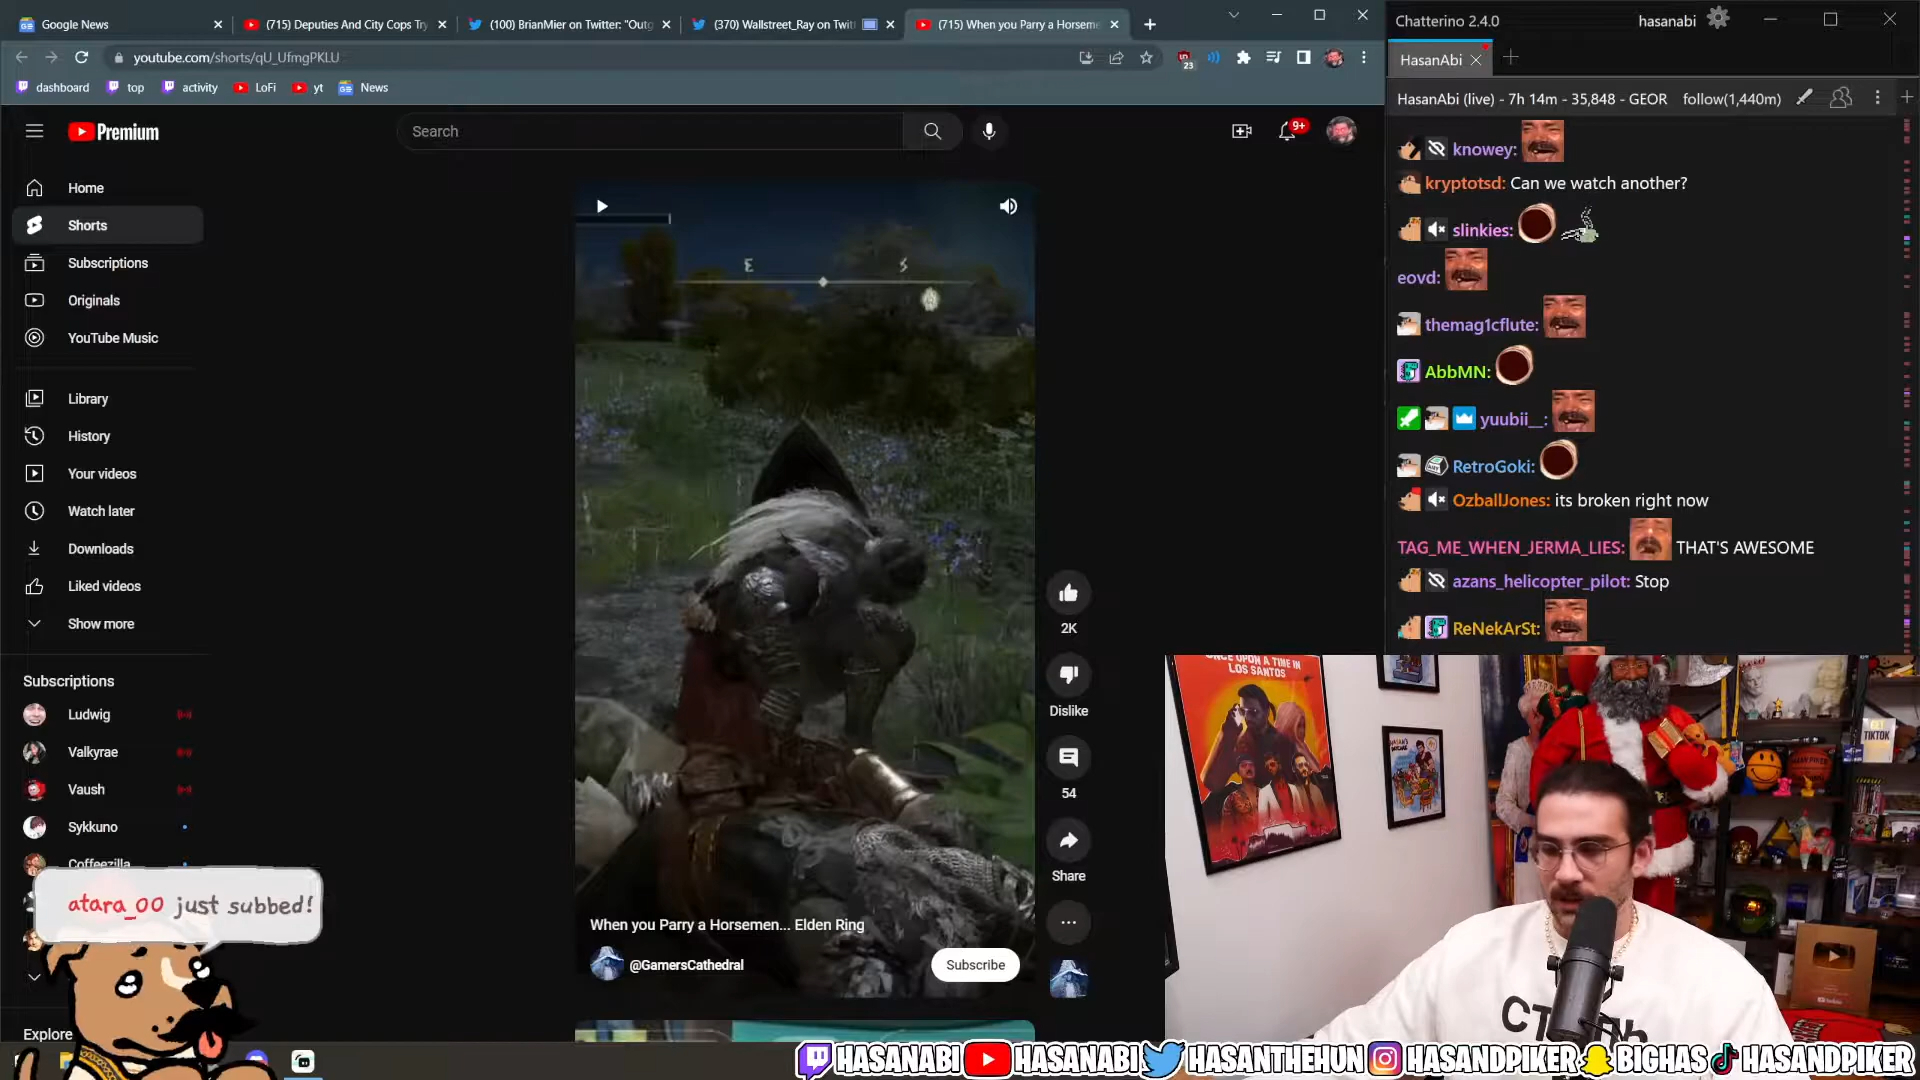 Google News
(715) Deputies And City Cops Try
(100) BrianMier on Twitter: "Outg
(370) Wallstreet_Ray on Twit
(715) When you Parry a Horseme
youtube.com/shorts/qU_UfmgPKLU
23
dashboard
top
activity
LoFi
yt
News
Premium
Search
9+
Home
Shorts
Subscriptions
Originals
YouTube Music
Library
History
Your videos
Watch later
Downloads
Liked videos
Show more
Subscriptions
Ludwig
Valkyrae
Vaush
Sykkuno
Coffeezilla
Explore
atara_00 just subbed!
E
S
2K
Dislike
54
Share
When you Parry a Horsemen... Elden Ring
@GamersCathedral
Subscribe
Chatterino 2.4.0
hasanabi
HasanAbi
HasanAbi (live) - 7h 14m - 35,848 - GEOR
follow(1,440m)
knowey:
kryptotsd: Can we watch another?
slinkies:
eovd:
themag1cflute:
AbbMN:
yuubii__:
RetroGoki:
OzballJones: its broken right now
TAG_ME_WHEN_JERMA_LIES: THAT'S AWESOME
azans_helicopter_pilot: Stop
ReNekArSt:
ONCE UPON A TIME IN
LOS SANTOS
TIKTOK
HASANABI
HASANABI
HASANTHEHUN
HASANDPIKER
BIGHAS
HASANDPIKER